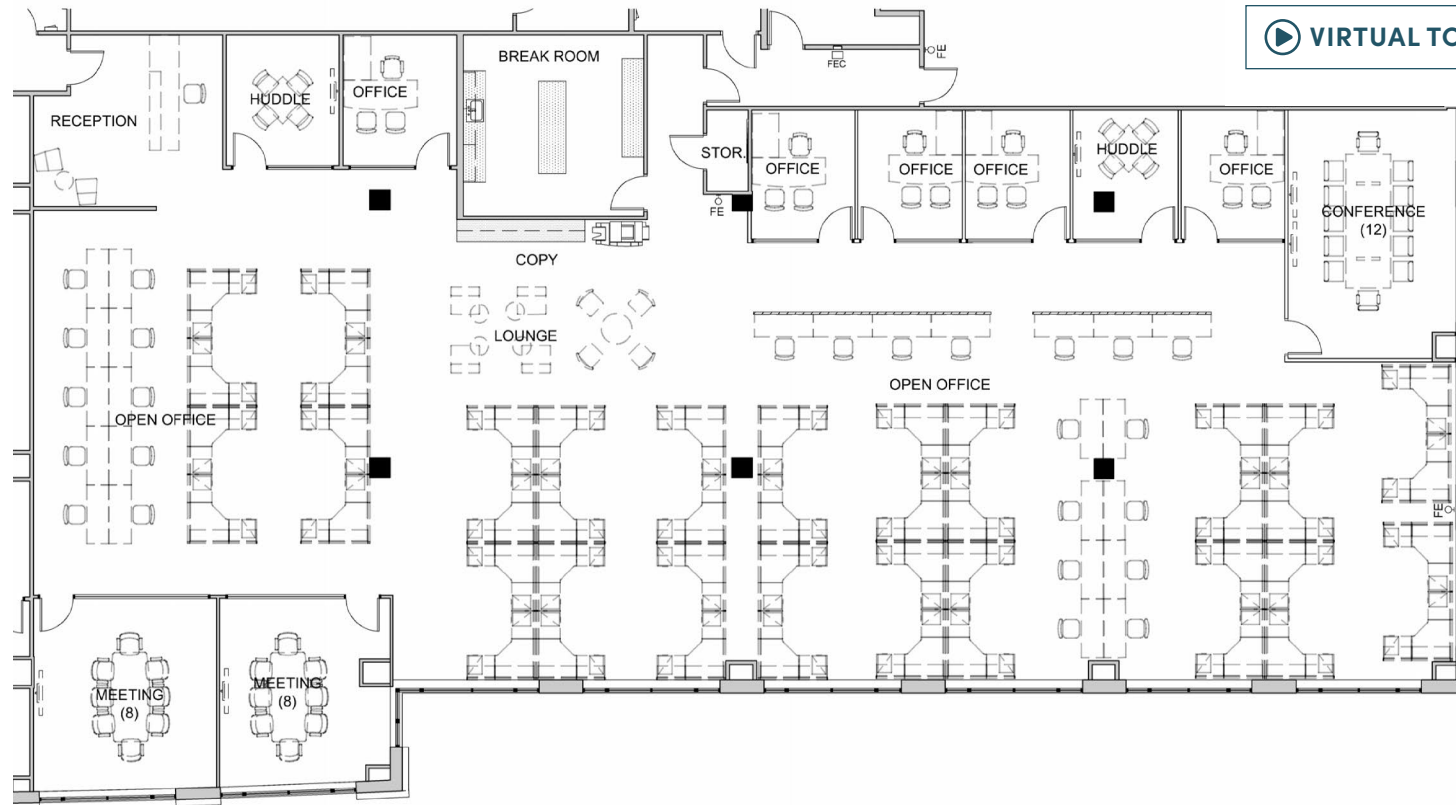 VIRTUAL TO
FE
FEC
BREAK ROOM
HUDDLE
OFFICE
RECEPTION
STOR.
HUDDLE
OFFICE
OFFICE
OFFICE
OFFICE
FE
CONFERENCE
(12)
COPY
LOUNGE
OPEN OFFICE
OPEN OFFICE
FE
MEETING
(8)
MEETING
(8)